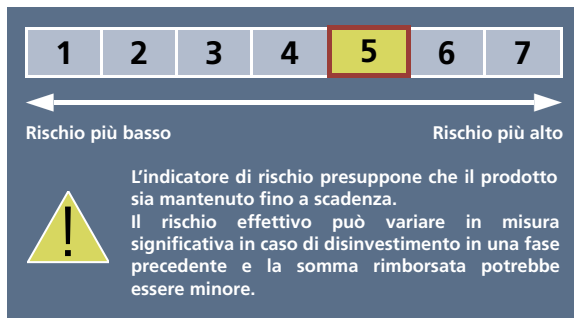 1 2 3 4 5 6 7
Rischio più basso Rischio più alto
L'indicatore di rischio presuppone che il prodotto
sia mantenuto fino a scadenza.
Il rischio effettivo può variare in misura
significativa in caso di disinvestimento in una fase
precedente e la somma rimborsata potrebbe
essere minore.
!